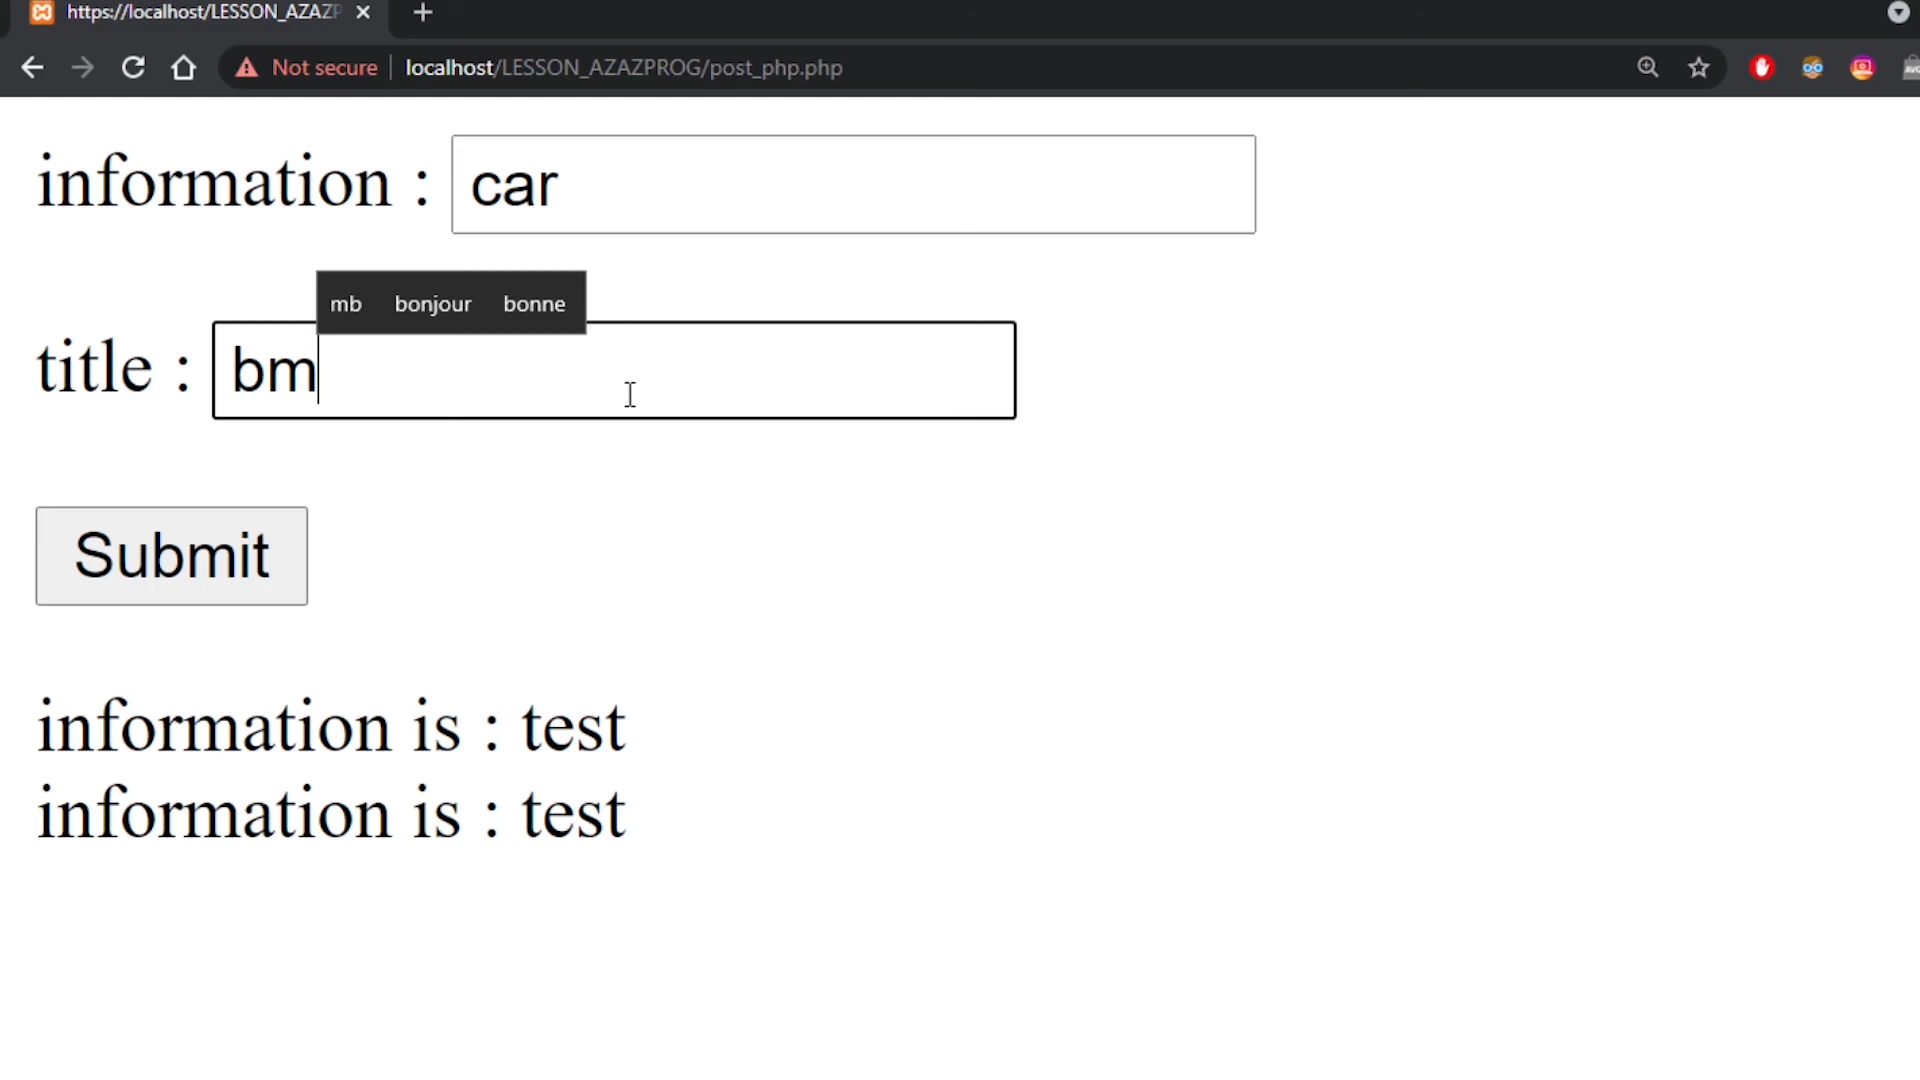 https://localhost/LESSON_AZAZP
Not secure localhost/LESSON_AZAZPROG/post_php.php
information : car
mb bonjour bonne
title : bm
Submit
information is : test
information is : test